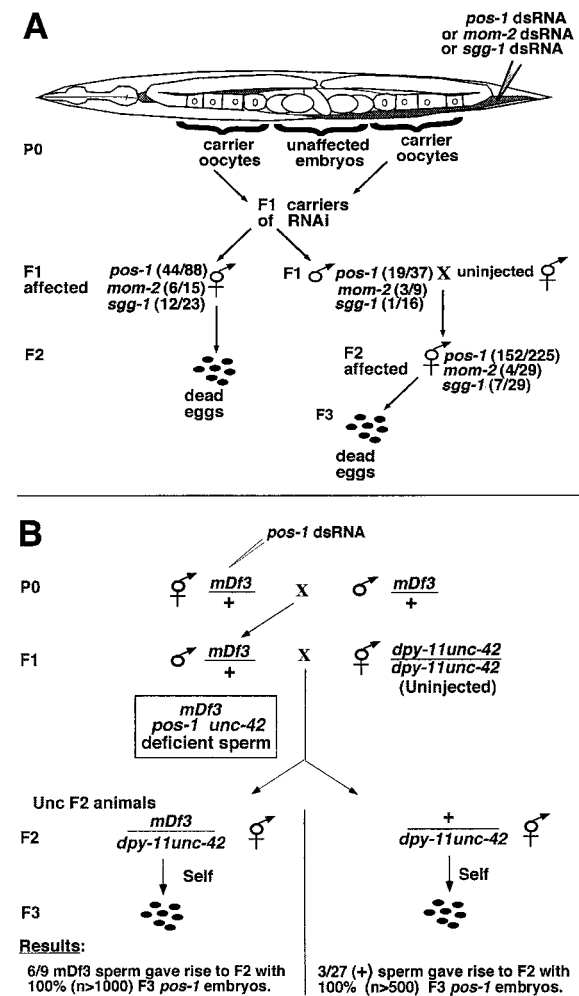 A
pos-1 dsRNA
or mom-2 dsRNA
or sgg-1 dsRNA
P0
carrier oocytes
unaffected embryos
carrier oocytes
F1 carriers
of RNAi
F1 affected
pos-1 (44/88)
mom-2 (6/15)
sgg-1 (12/23)
F1
pos-1 (19/37)
mom-2 (3/9)
sgg-1 (1/16)
X uninjected
F2
dead eggs
F2 affected
pos-1 (152/225)
mom-2 (4/29)
sgg-1 (7/29)
F3
dead eggs
B
pos-1 dsRNA
P0
mDf3
+
X
mDf3
+
F1
mDf3
+
X
dpy-11unc-42
dpy-11unc-42
(Uninjected)
mDf3
pos-1 unc-42
deficient sperm
Unc F2 animals
F2
mDf3
dpy-11unc-42
+
dpy-11unc-42
Self
Self
F3
Results:
6/9 mDf3 sperm gave rise to F2 with
100% (n>1000) F3 pos-1 embryos.
3/27 (+) sperm gave rise to F2 with
100% (n>500) F3 pos-1 embryos.